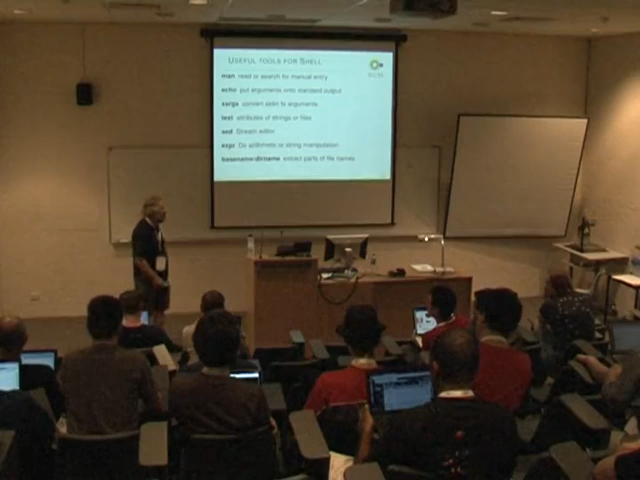 USEFUL TOOLS FOR SHELL
man read or search for manual entry
echo put arguments onto standard output
xargs convert stdin to arguments
test attributes of strings or files
sed Stream editor
expr Do arithmetic or string manipulation
basename/dirname extract parts of file names